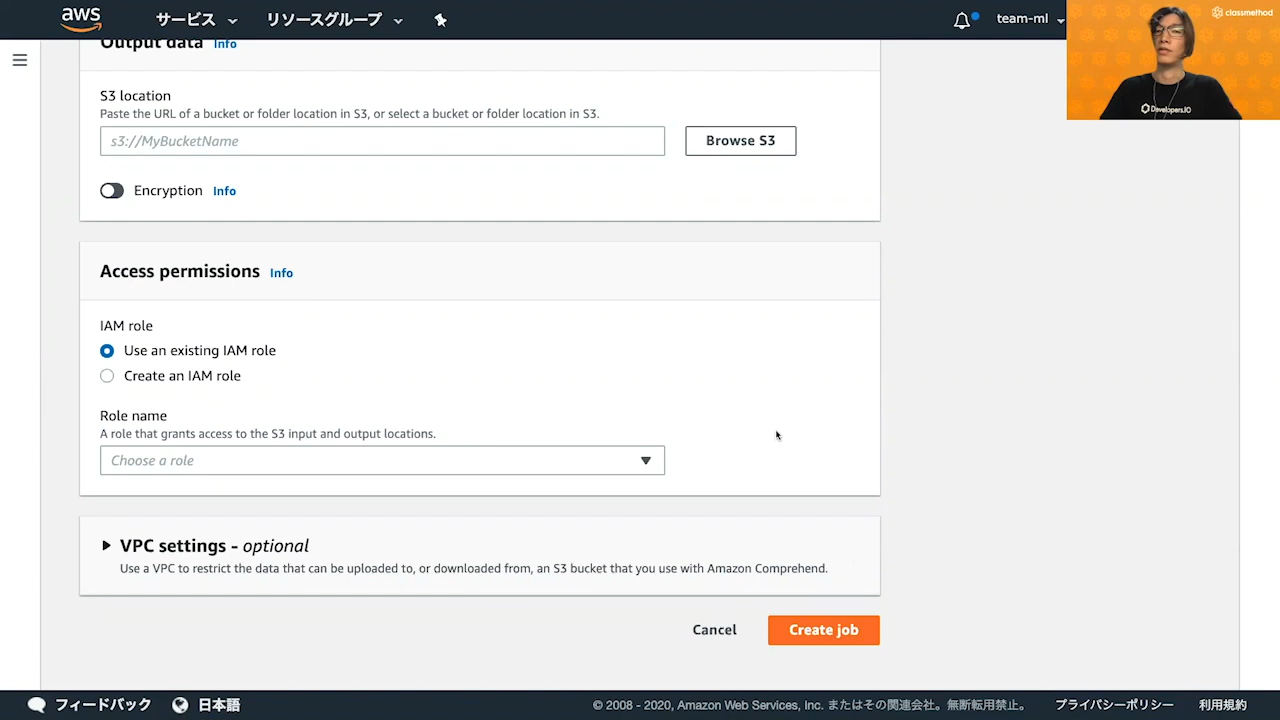 aws サービス リソースグループ team-ml
classmethod
Developers.IO
Output data Info
S3 location
Paste the URL of a bucket or folder location in S3, or select a bucket or folder location in S3.
s3://MyBucketName Browse S3
Encryption Info
Access permissions Info
IAM role
Use an existing IAM role
Create an IAM role
Role name
A role that grants access to the S3 input and output locations.
Choose a role
VPC settings - optional
Use a VPC to restrict the data that can be uploaded to, or downloaded from, an S3 bucket that you use with Amazon Comprehend.
Cancel Create job
フィードバック 日本語 © 2008 - 2020, Amazon Web Services, Inc. またはその関連会社。無断転用禁止。 プライバシーポリシー 利用規約